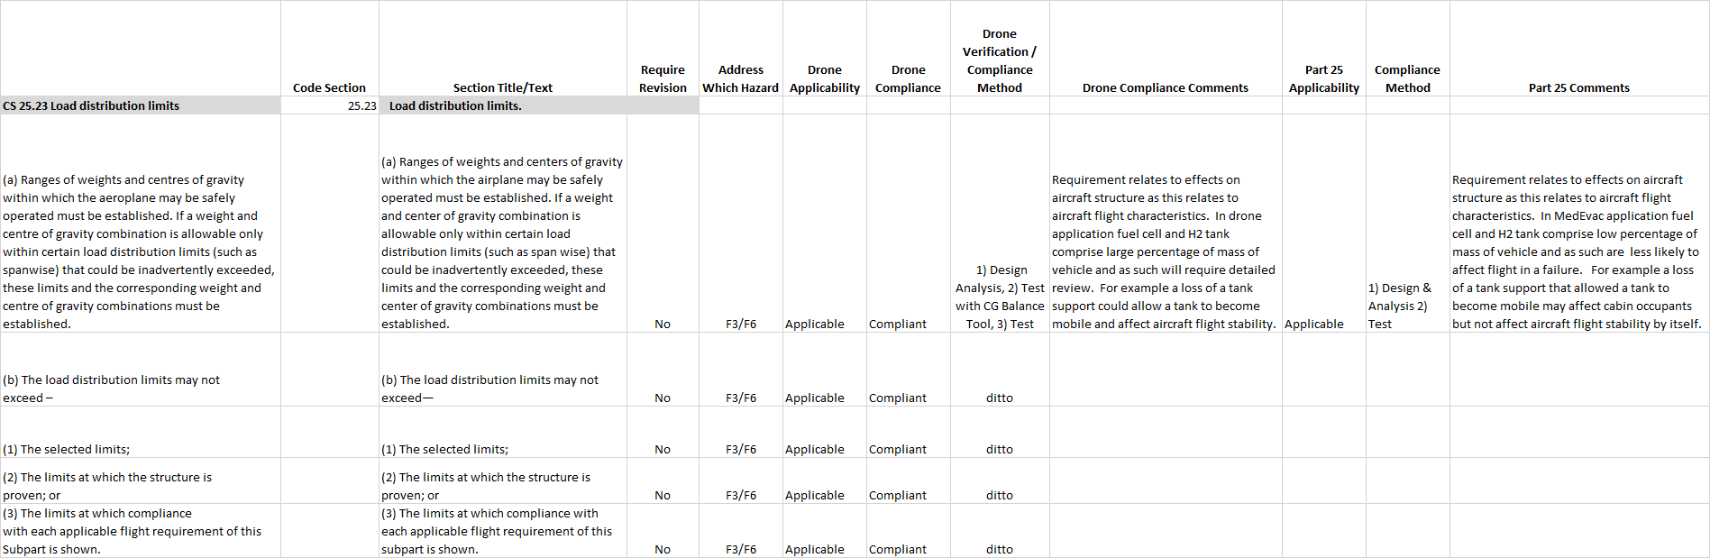 Code Section
Section Title/Text
Require
Revision
Address
Which Hazard
Drone
Applicability
Drone
Compliance
Drone
Verification /
Compliance
Method
Drone Compliance Comments
Part 25
Applicability
Compliance
Method
Part 25 Comments
CS 25.23 Load distribution limits
25.23
Load distribution limits.
(a) Ranges of weights and centres of gravity
within which the aeroplane may be safely
operated must be established. If a weight and
centre of gravity combination is allowable only
within certain load distribution limits (such as
spanwise) that could be inadvertently exceeded,
these limits and the corresponding weight and
centre of gravity combinations must be
established.
(a) Ranges of weights and centers of gravity
within which the airplane may be safely
operated must be established. If a weight
and center of gravity combination is
allowable only within certain load
distribution limits (such as span wise) that
could be inadvertently exceeded, these
limits and the corresponding weight and
center of gravity combinations must be
established.
No
F3/F6
Applicable
Compliant
1) Design
Analysis, 2) Test
with CG Balance
Tool, 3) Test
Requirement relates to effects on
aircraft structure as this relates to
aircraft flight characteristics.  In drone
application fuel cell and H2 tank
comprise large percentage of mass of
vehicle and as such will require detailed
review.  For example a loss of a tank
support could allow a tank to become
mobile and affect aircraft flight stability.
Applicable
1) Design &
Analysis 2)
Test
Requirement relates to effects on aircraft
structure as this relates to aircraft flight
characteristics.  In MedEvac application fuel
cell and H2 tank comprise low percentage of
mass of vehicle and as such are  less likely to
affect flight in a failure.   For example a loss
of a tank support that allowed a tank to
become mobile may affect cabin occupants
but not affect aircraft flight stability by itself.
(b) The load distribution limits may not
exceed –
(b) The load distribution limits may not
exceed—
No
F3/F6
Applicable
Compliant
ditto
(1) The selected limits;
(1) The selected limits;
No
F3/F6
Applicable
Compliant
ditto
(2) The limits at which the structure is
proven; or
(2) The limits at which the structure is
proven; or
No
F3/F6
Applicable
Compliant
ditto
(3) The limits at which compliance
with each applicable flight requirement of this
Subpart is shown.
(3) The limits at which compliance with
each applicable flight requirement of this
subpart is shown.
No
F3/F6
Applicable
Compliant
ditto